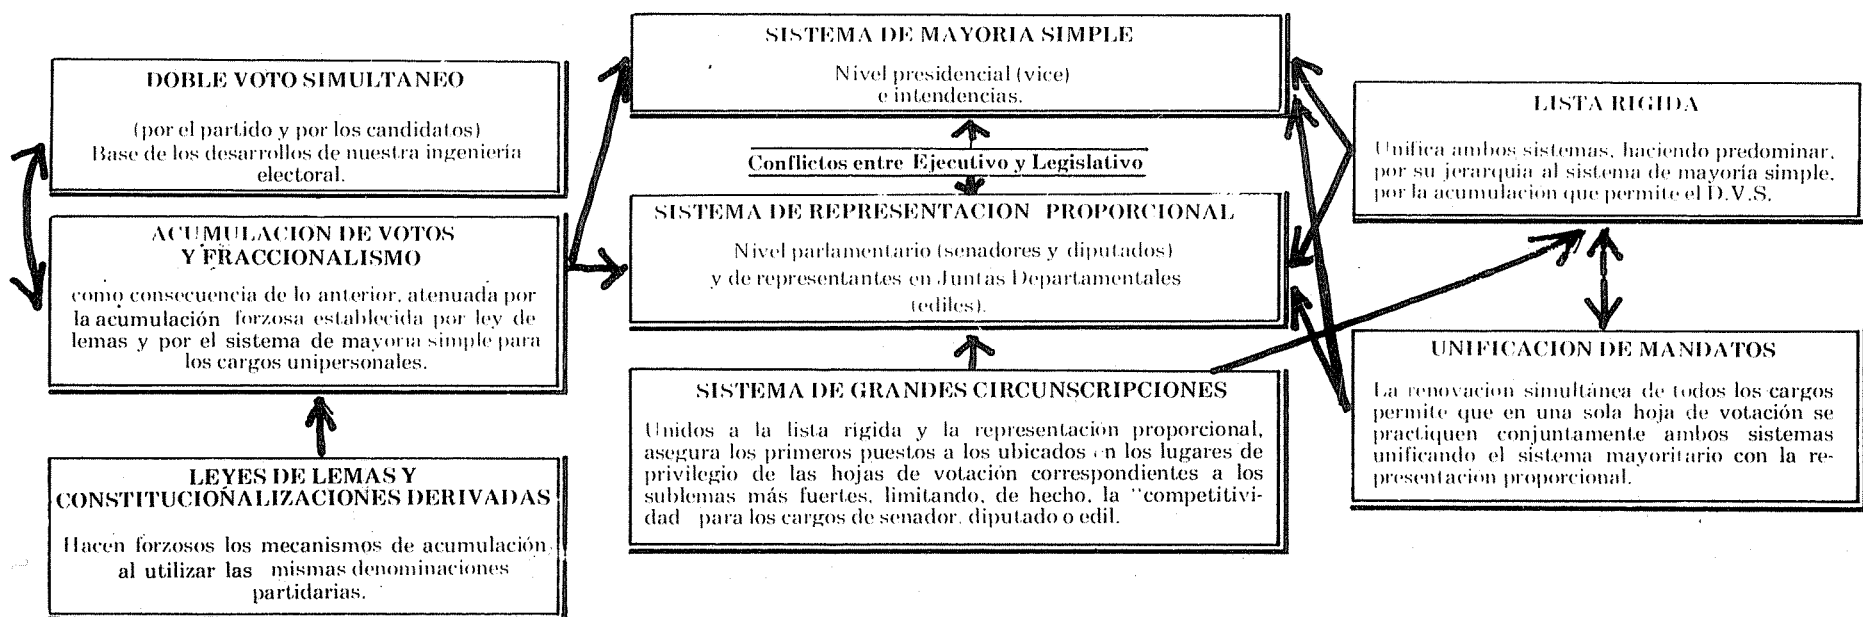 DOBLE VOTO SIMULTANEO
(por el partido y por los candidatos)
Base de los desarrollos de nuestra ingeniería
electoral.
ACUMULACION DE VOTOS
Y FRACCIONALISMO
como consecuencia de lo anterior, atenuada por
la acumulación forzosa establecida por ley de
lemas y por el sistema de mayoría simple para
los cargos unipersonales.
LEYES DE LEMAS Y
CONSTITUCIONALIZACIONES DERIVADAS
Hacen forzosos los mecanismos de acumulación,
al utilizar las mismas denominaciones
partidarias.
SISTEMA DE MAYORIA SIMPLE
Nivel presidencial (vice)
e intendencias.
Conflictos entre Ejecutivo y Legislativo
SISTEMA DE REPRESENTACION PROPORCIONAL
Nivel parlamentario (senadores y diputados)
y de representantes en Juntas Departamentales
(ediles).
SISTEMA DE GRANDES CIRCUNSCRIPCIONES
Unidos a la lista rígida y la representación proporcional,
asegura los primeros puestos a los ubicados en los lugares de
privilegio de las hojas de votación correspondientes a los
sublemas más fuertes, limitando, de hecho, la "competitivi-
dad para los cargos de senador, diputado o edil.
LISTA RIGIDA
Unifica ambos sistemas, haciendo predominar,
por su jerarquía al sistema de mayoría simple,
por la acumulación que permite el D.V.S.
UNIFICACION DE MANDATOS
La renovación simultánea de todos los cargos
permite que en una sola hoja de votación se
practiquen conjuntamente ambos sistemas
unificando el sistema mayoritario con la re-
presentación proporcional.